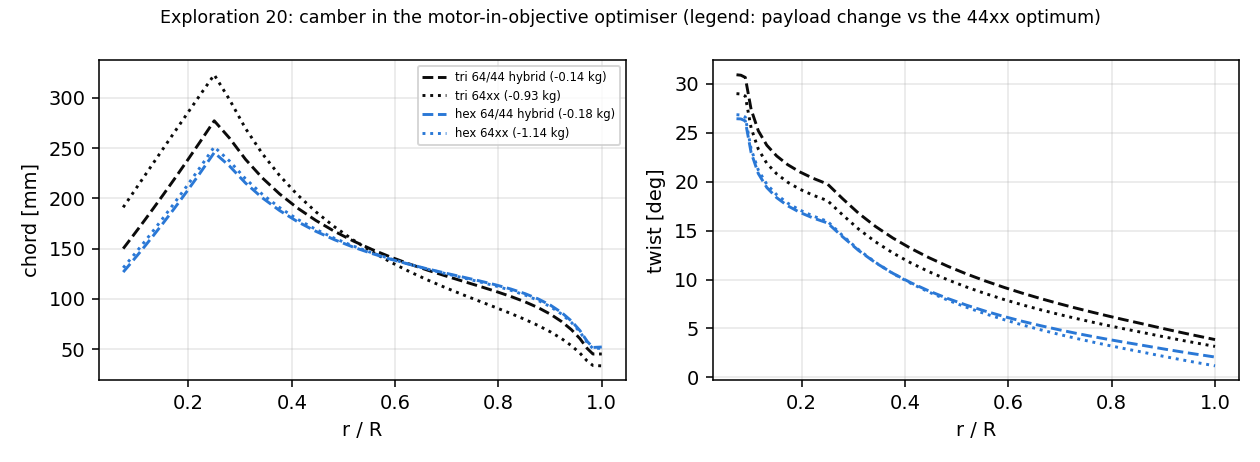 Exploration 20: camber in the motor-in-objective optimiser (legend: payload change vs the 44xx optimum)
chord [mm]
300
250
200
150
100
50
0.2
0.4
0.6
0.8
1.0
r / R
tri 64/44 hybrid (-0.14 kg)
tri 64xx (-0.93 kg)
hex 64/44 hybrid (-0.18 kg)
hex 64xx (-1.14 kg)
twist [deg]
30
25
20
15
10
5
0
0.2
0.4
0.6
0.8
1.0
r / R